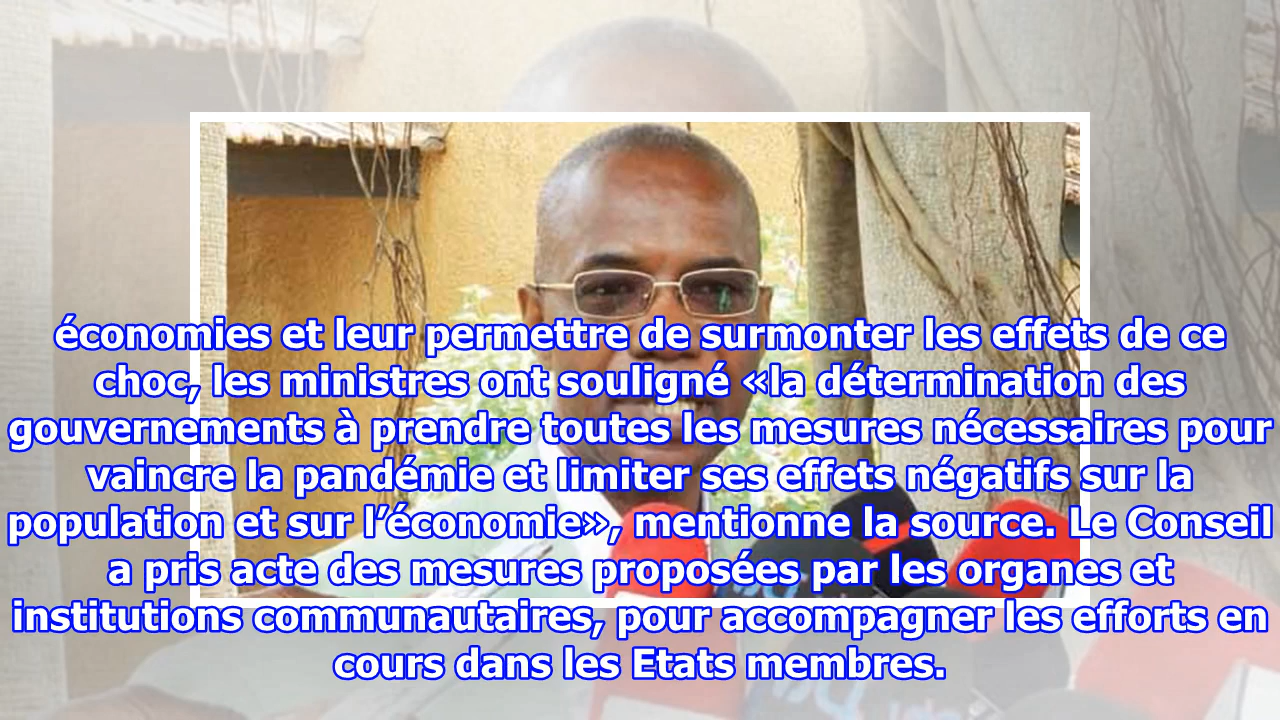 économies et leur permettre de surmonter les effets de ce
choc, les ministres ont souligné «la détermination des
gouvernements à prendre toutes les mesures nécessaires pour
vaincre la pandémie et limiter ses effets négatifs sur la
population et sur l’économie», mentionne la source. Le Conseil
a pris acte des mesures proposées par les organes et
institutions communautaires, pour accompagner les efforts en
cours dans les Etats membres.